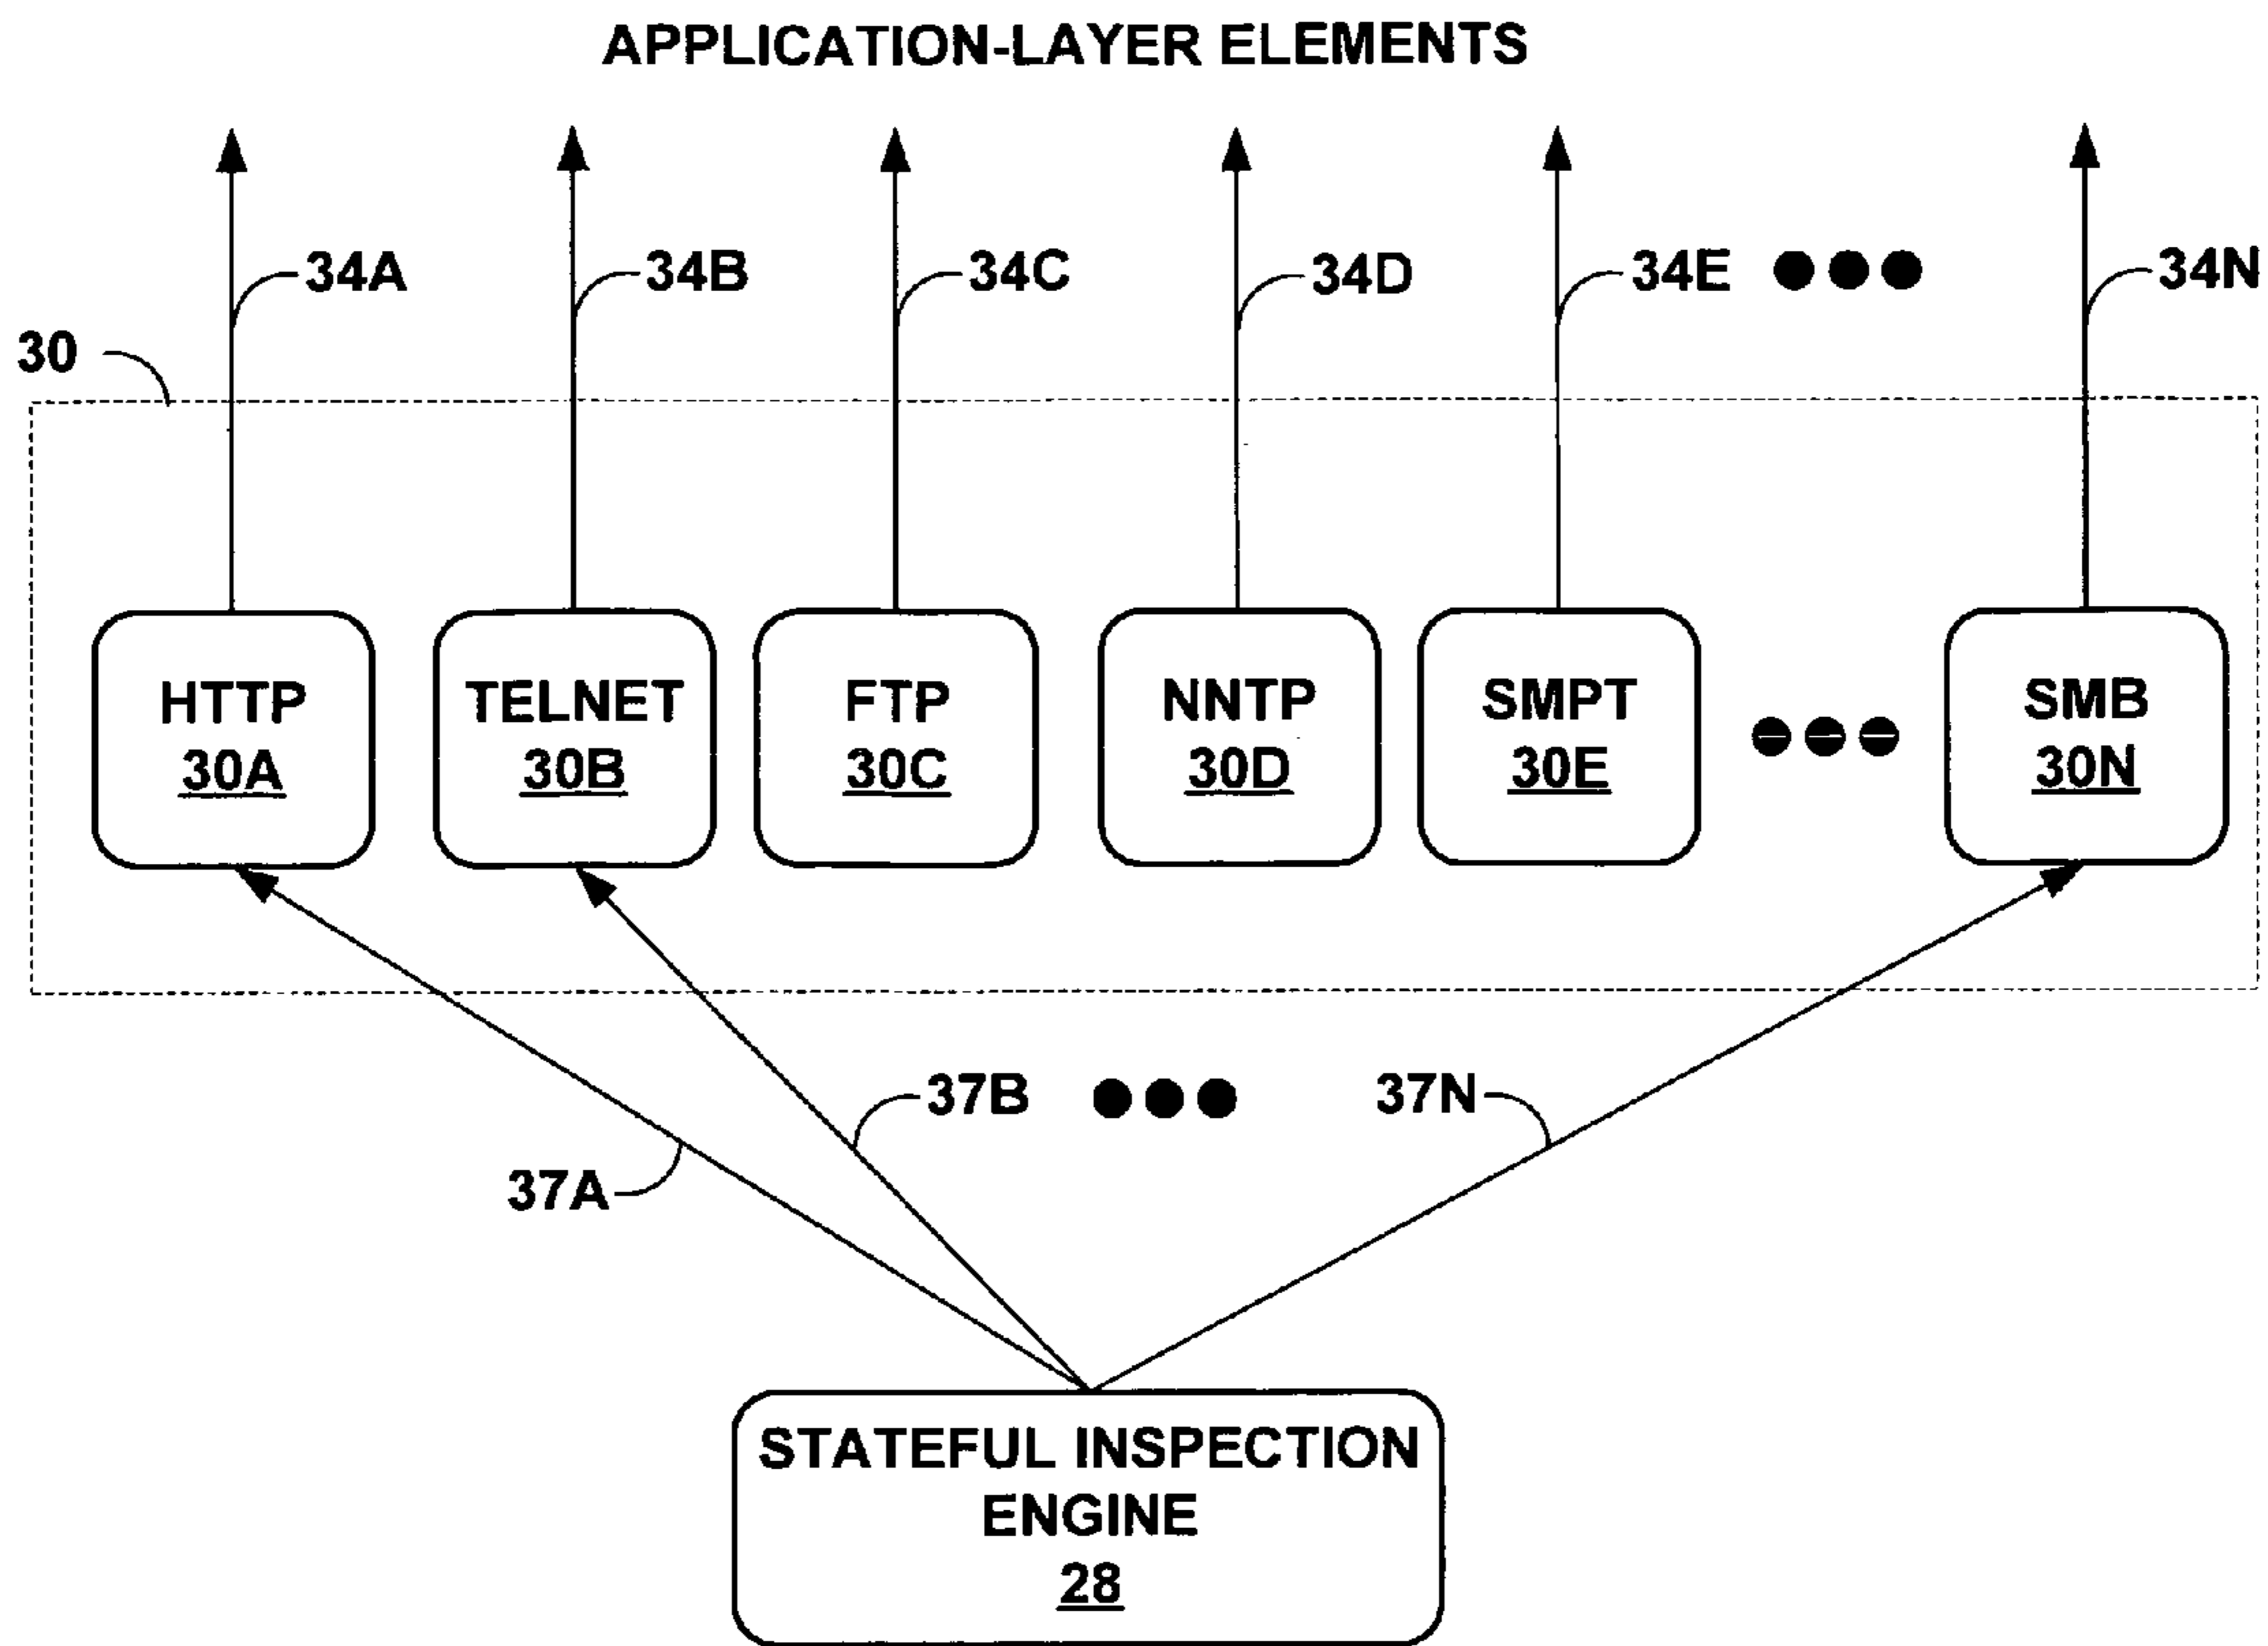 APPLICATION-LAYER ELEMENTS
34A
34B
34C
34D
34E
34N
30
HTTP
30A
TELNET
30B
FTP
30C
NNTP
30D
SMPT
30E
SMB
30N
37B
37N
37A
STATEFUL INSPECTION
ENGINE
28